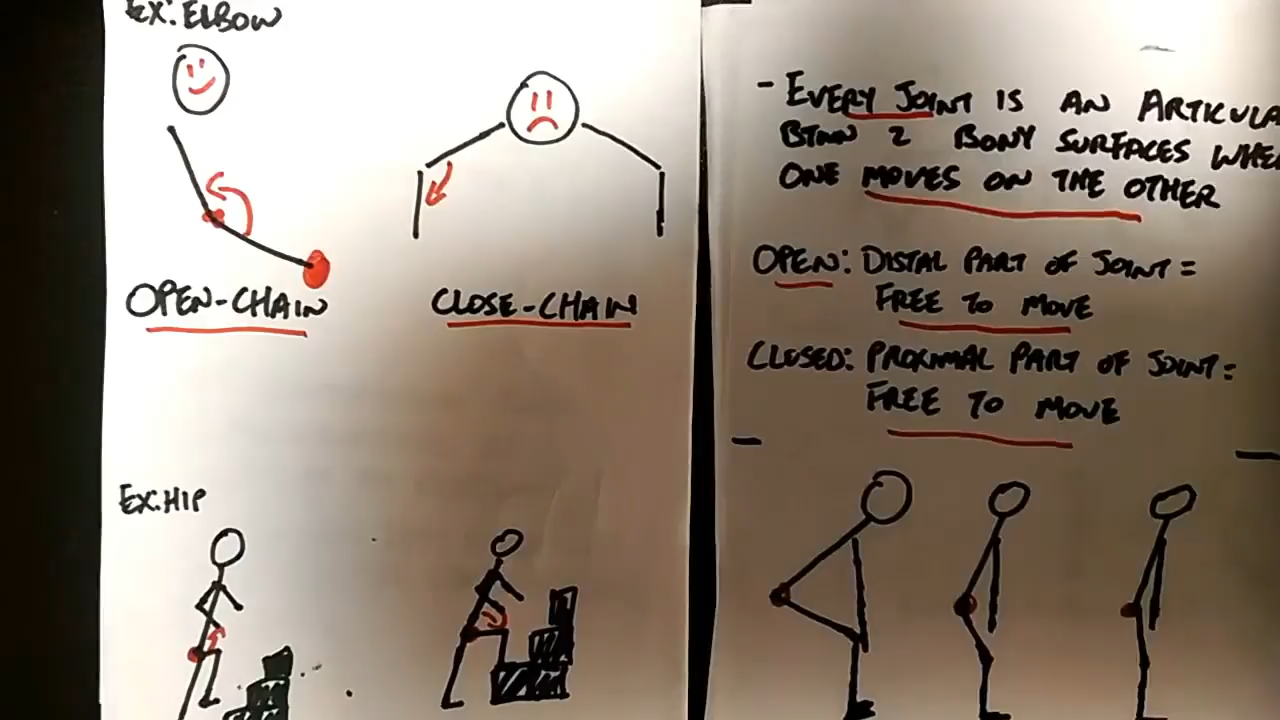 EX: ELBOW
OPEN-CHAIN
CLOSE-CHAIN
EX: HIP
- EVERY JOINT IS AN ARTICULA
BTWN 2 BONY SURFACES WHE
ONE MOVES ON THE OTHER
OPEN: DISTAL PART OF JOINT =
FREE TO MOVE
CLOSED: PROXIMAL PART OF JOINT =
FREE TO MOVE